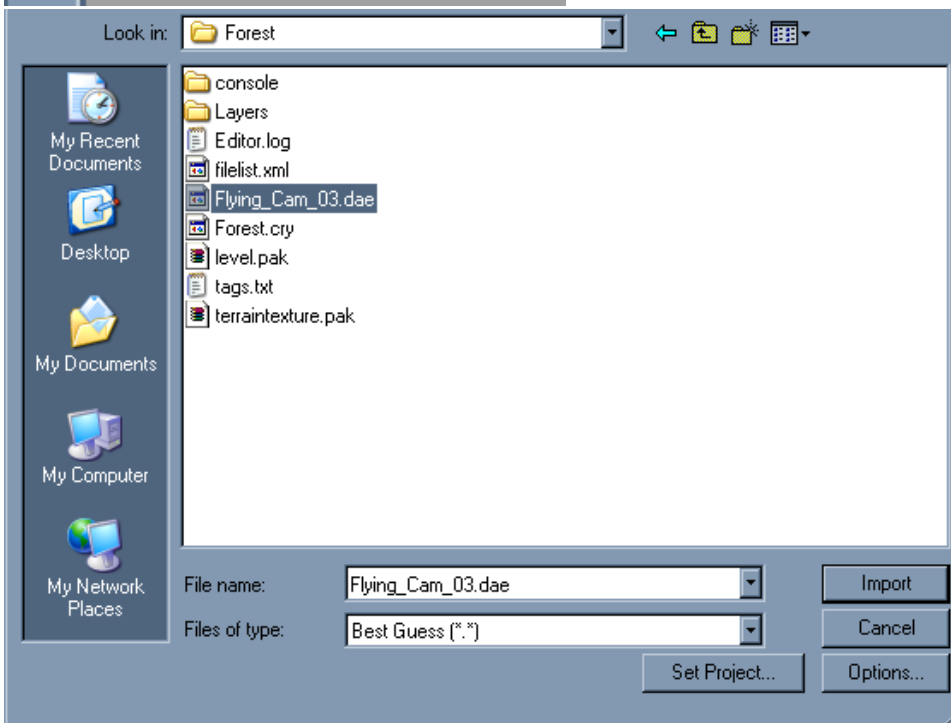 Look in:
Forest
My Recent
Documents
Desktop
My Documents
My Computer
My Network
Places
console
Layers
Editor.log
filelist.xml
Flying_Cam_03.dae
Forest.cry
level.pak
tags.txt
terraintexture.pak
File name:
Flying_Cam_03.dae
Import
Files of type:
Best Guess (*.*)
Cancel
Set Project...
Options...